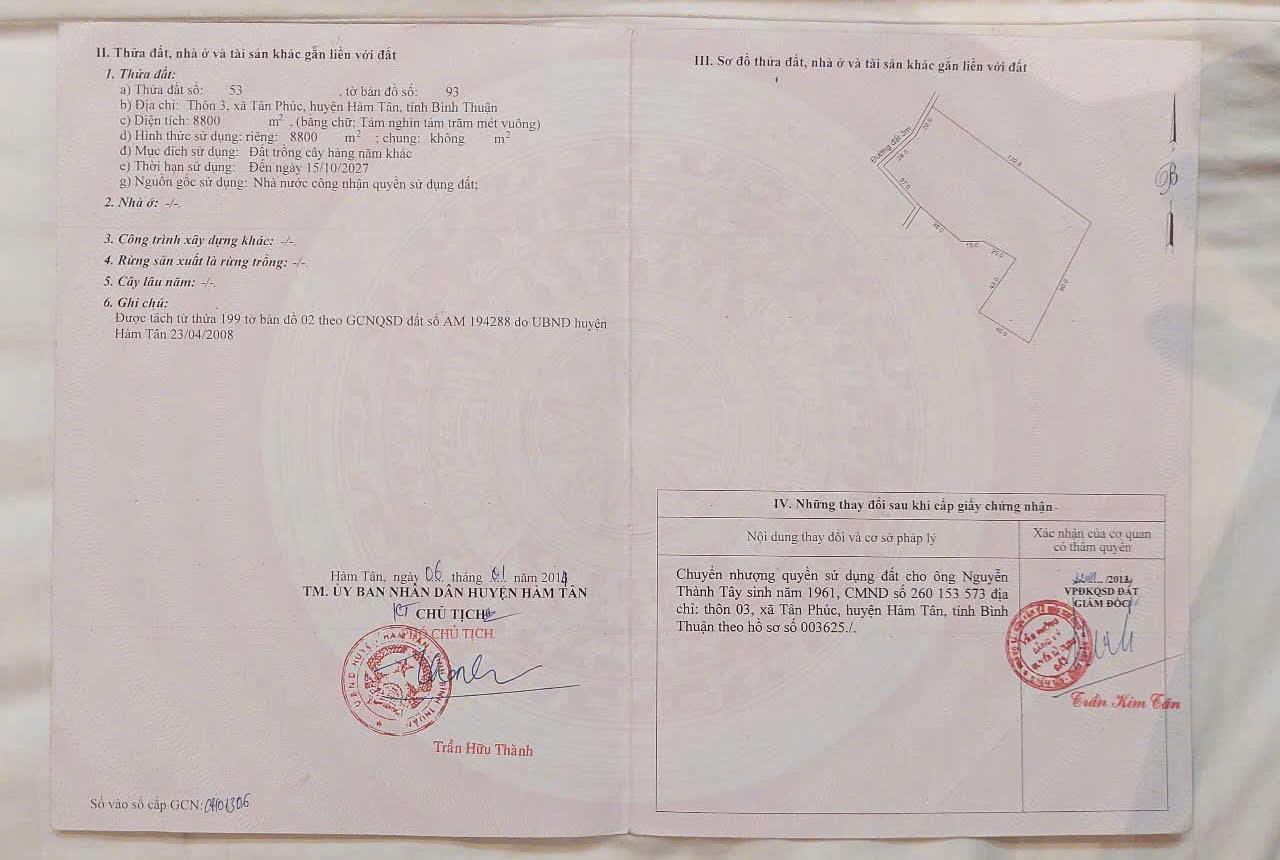 II. Thửa đất, nhà ở và tài sản khác gắn liền với đất
1. Thửa đất:
a) Thửa đất số: 53 , tờ bản đồ số: 93
b) Địa chỉ: Thôn 3, xã Tân Phúc, huyện Hàm Tân, tỉnh Bình Thuận
c) Diện tích: 8800 m², (bằng chữ: Tám nghìn tám trăm mét vuông)
d) Hình thức sử dụng: riêng: 8800 m² ; chung: không m²
đ) Mục đích sử dụng: Đất trồng cây hàng năm khác
e) Thời hạn sử dụng: Đến ngày 15/10/2027
g) Nguồn gốc sử dụng: Nhà nước công nhận quyền sử dụng đất;
2. Nhà ở: -/-.
3. Công trình xây dựng khác: -/-.
4. Rừng sản xuất là rừng trồng: -/-.
5. Cây lâu năm: -/-.
6. Ghi chú:
Được tách từ thửa 199 tờ bản đồ 02 theo GCNQSD đất số AM 194288 do UBND huyện
Hàm Tân 23/04/2008
Hàm Tân, ngày 06 tháng 01 năm 201
TM. ỦY BAN NHÂN DÂN HUYỆN HÀM TÂN
KT CHỦ TỊCH
PHÓ CHỦ TỊCH
Trần Hữu Thành
Số vào sổ cấp GCN:
III. Sơ đồ thửa đất, nhà ở và tài sản khác gắn liền với đất
Đường đất 3m
B
IV. Những thay đổi sau khi cấp giấy chứng nhận
Nội dung thay đổi và cơ sở pháp lý
Xác nhận của cơ quan
có thẩm quyền
Chuyển nhượng quyền sử dụng đất cho ông Nguyễn
Thành Tây sinh năm 1961, CMND số 260 153 573 địa
chỉ: thôn 03, xã Tân Phúc, huyện Hàm Tân, tỉnh Bình
Thuận theo hồ sơ số 003625./.
VPĐKQSD ĐẤT
GIÁM ĐỐC
Trần Kim Tân